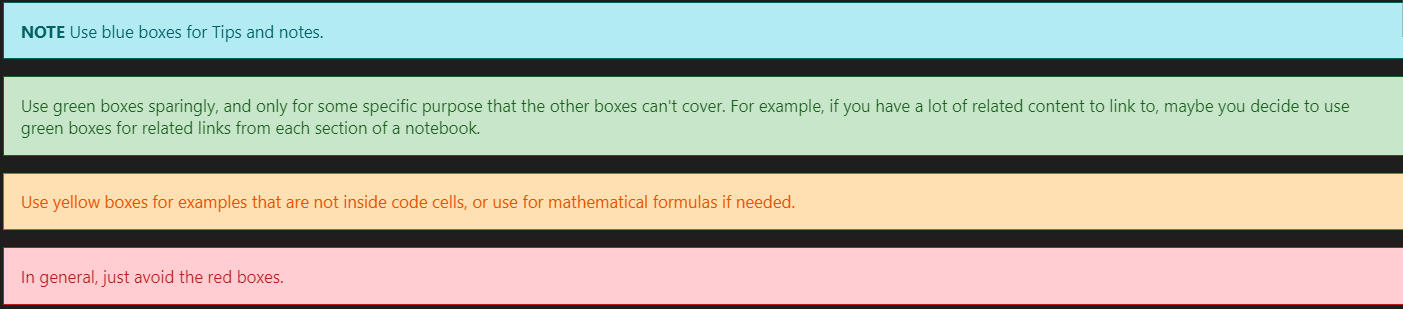 NOTE Use blue boxes for Tips and notes.
Use green boxes sparingly, and only for some specific purpose that the other boxes can't cover. For example, if you have a lot of related content to link to, maybe you decide to use
green boxes for related links from each section of a notebook.
Use yellow boxes for examples that are not inside code cells, or use for mathematical formulas if needed.
In general, just avoid the red boxes.